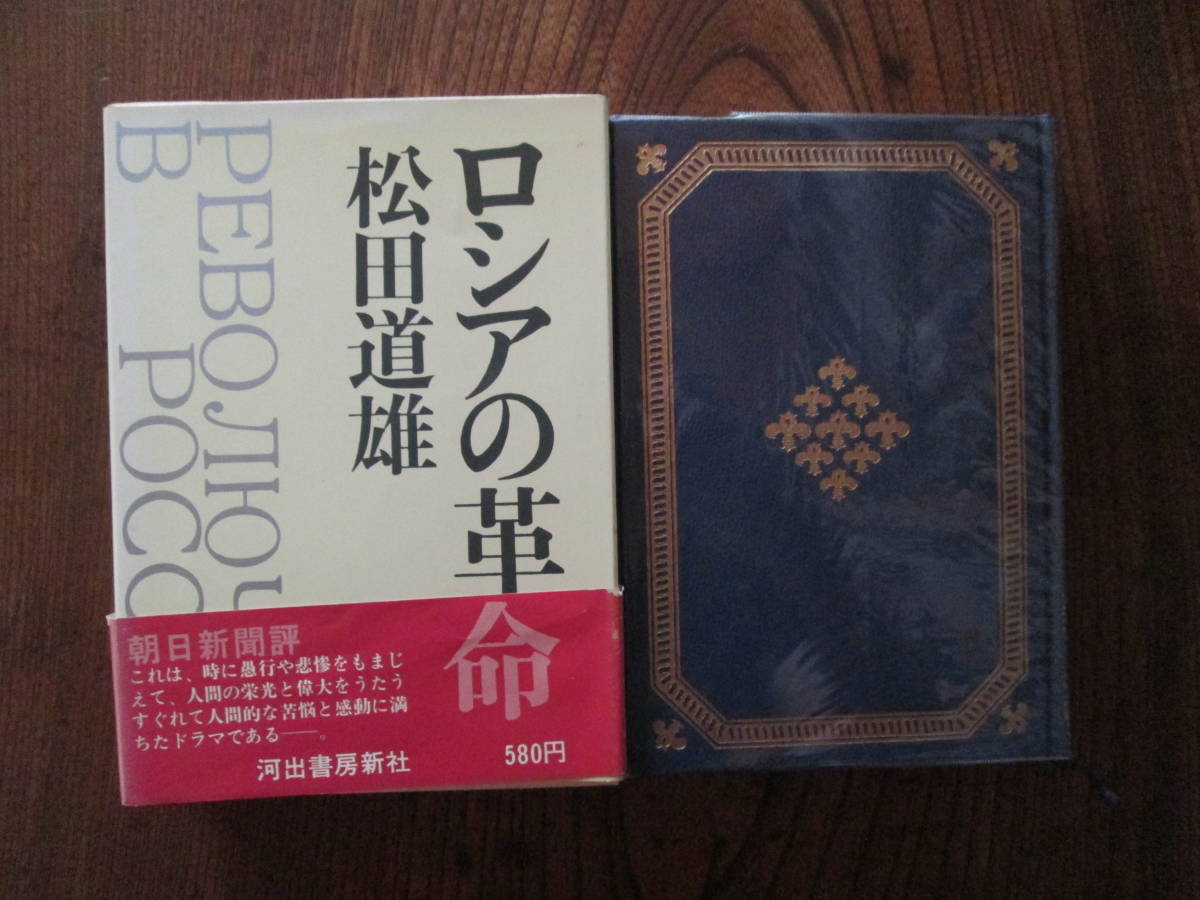 ロシアの革命
松田道雄
РЕВОЛЮЦ
В РОСС
朝日新聞評
これは、時に愚行や悲惨をもまじ
えて、人間の栄光と偉大をうたう
すぐれて人間的な苦悩と感動に満
ちたドラマである――。
河出書房新社
580円